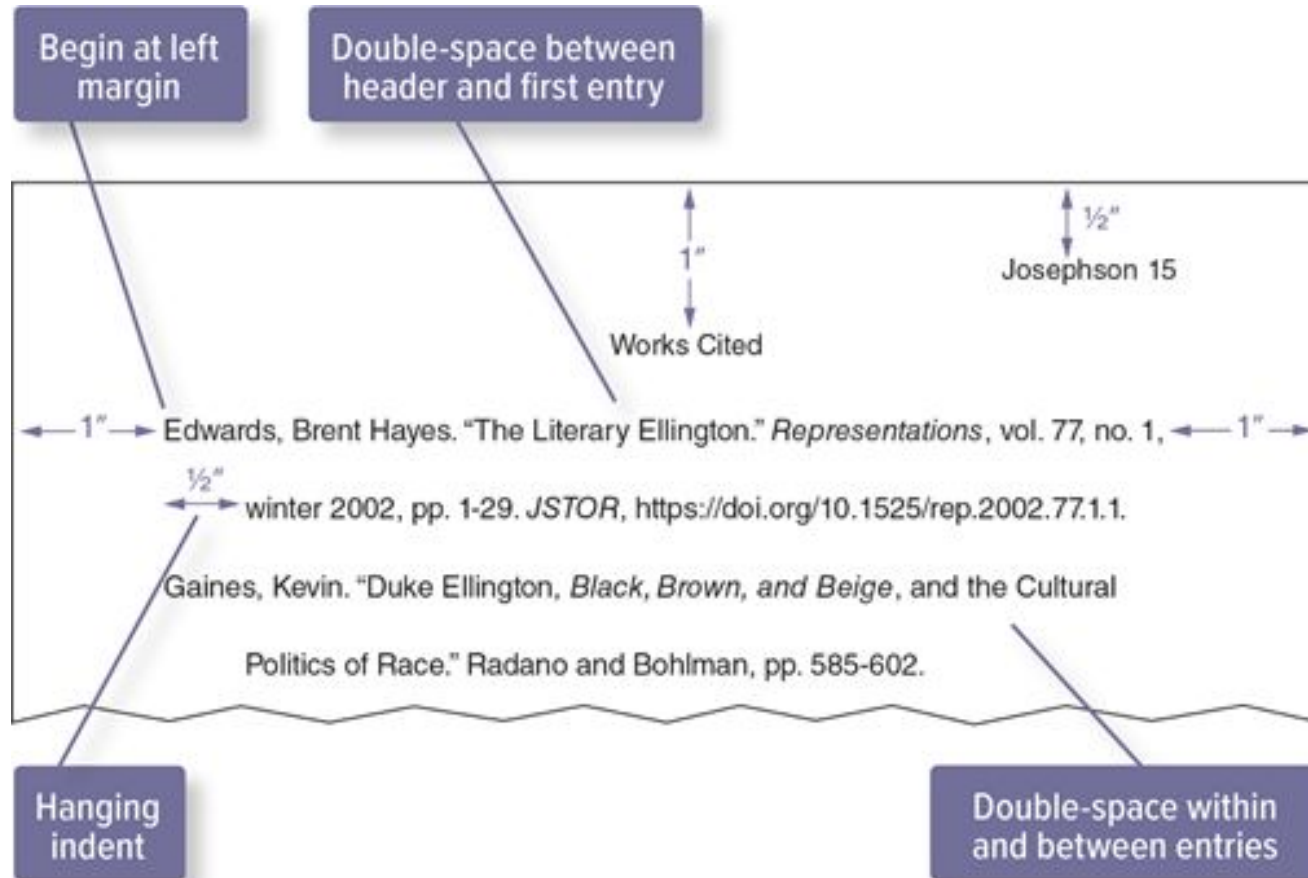 Begin at left
margin
Double-space between
header and first entry
1"
½"
Josephson 15
Works Cited
1" Edwards, Brent Hayes. “The Literary Ellington.” Representations, vol. 77, no. 1, 1"
½" winter 2002, pp. 1-29. JSTOR, https://doi.org/10.1525/rep.2002.77.1.1.
Gaines, Kevin. “Duke Ellington, Black, Brown, and Beige, and the Cultural
Politics of Race.” Radano and Bohlman, pp. 585-602.
Hanging
indent
Double-space within
and between entries